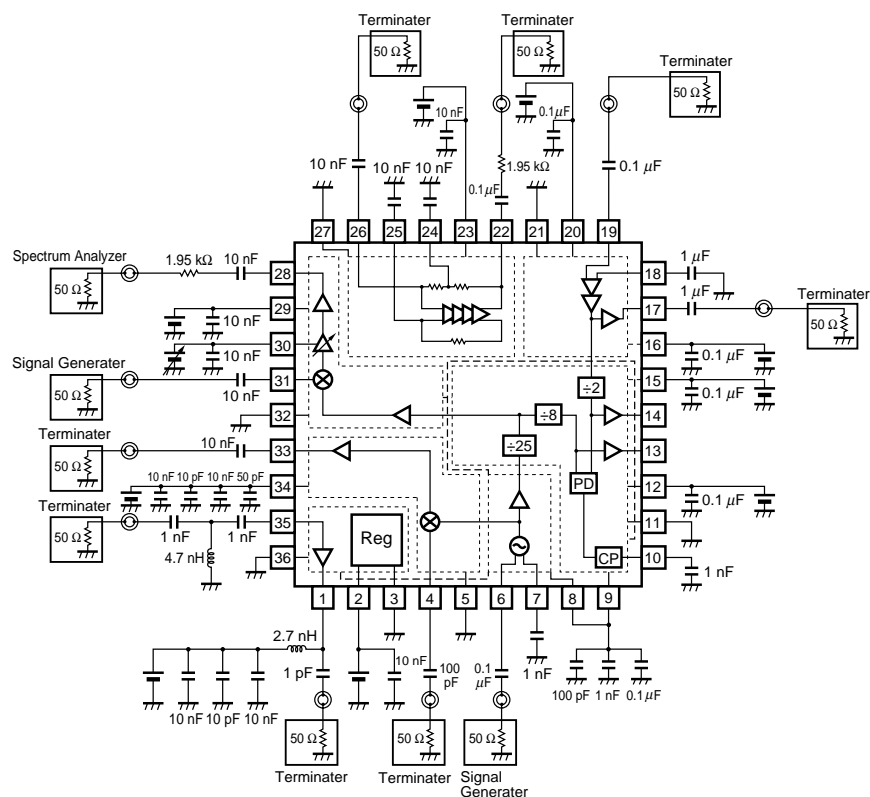 Terminater
50 Ω
Terminater
50 Ω
Terminater
50 Ω
10 nF
0.1 µF
10 nF
10 nF
10 nF
0.1 µF
1.95 kΩ
0.1 µF
27
26
25
24
23
22
21
20
19
Spectrum Analyzer
50 Ω
1.95 kΩ
10 nF
28
18
1 µF
29
10 nF
17
1 µF
Terminater
50 Ω
30
10 nF
16
0.1 µF
Signal Generater
50 Ω
10 nF
31
15
0.1 µF
÷2
32
÷8
14
Terminater
50 Ω
10 nF
33
÷25
13
10 nF
10 pF
10 nF
50 pF
34
PD
12
0.1 µF
Terminater
50 Ω
1 nF
1 nF
35
11
4.7 nH
36
Reg
CP
10
1 nF
1
2
3
4
5
6
7
8
9
2.7 nH
1 pF
10 nF
100
pF
0.1
µF
1 nF
10 nF
10 pF
10 nF
100 pF
1 nF
0.1 µF
50 Ω
Terminater
50 Ω
Terminater
50 Ω
Signal
Generater